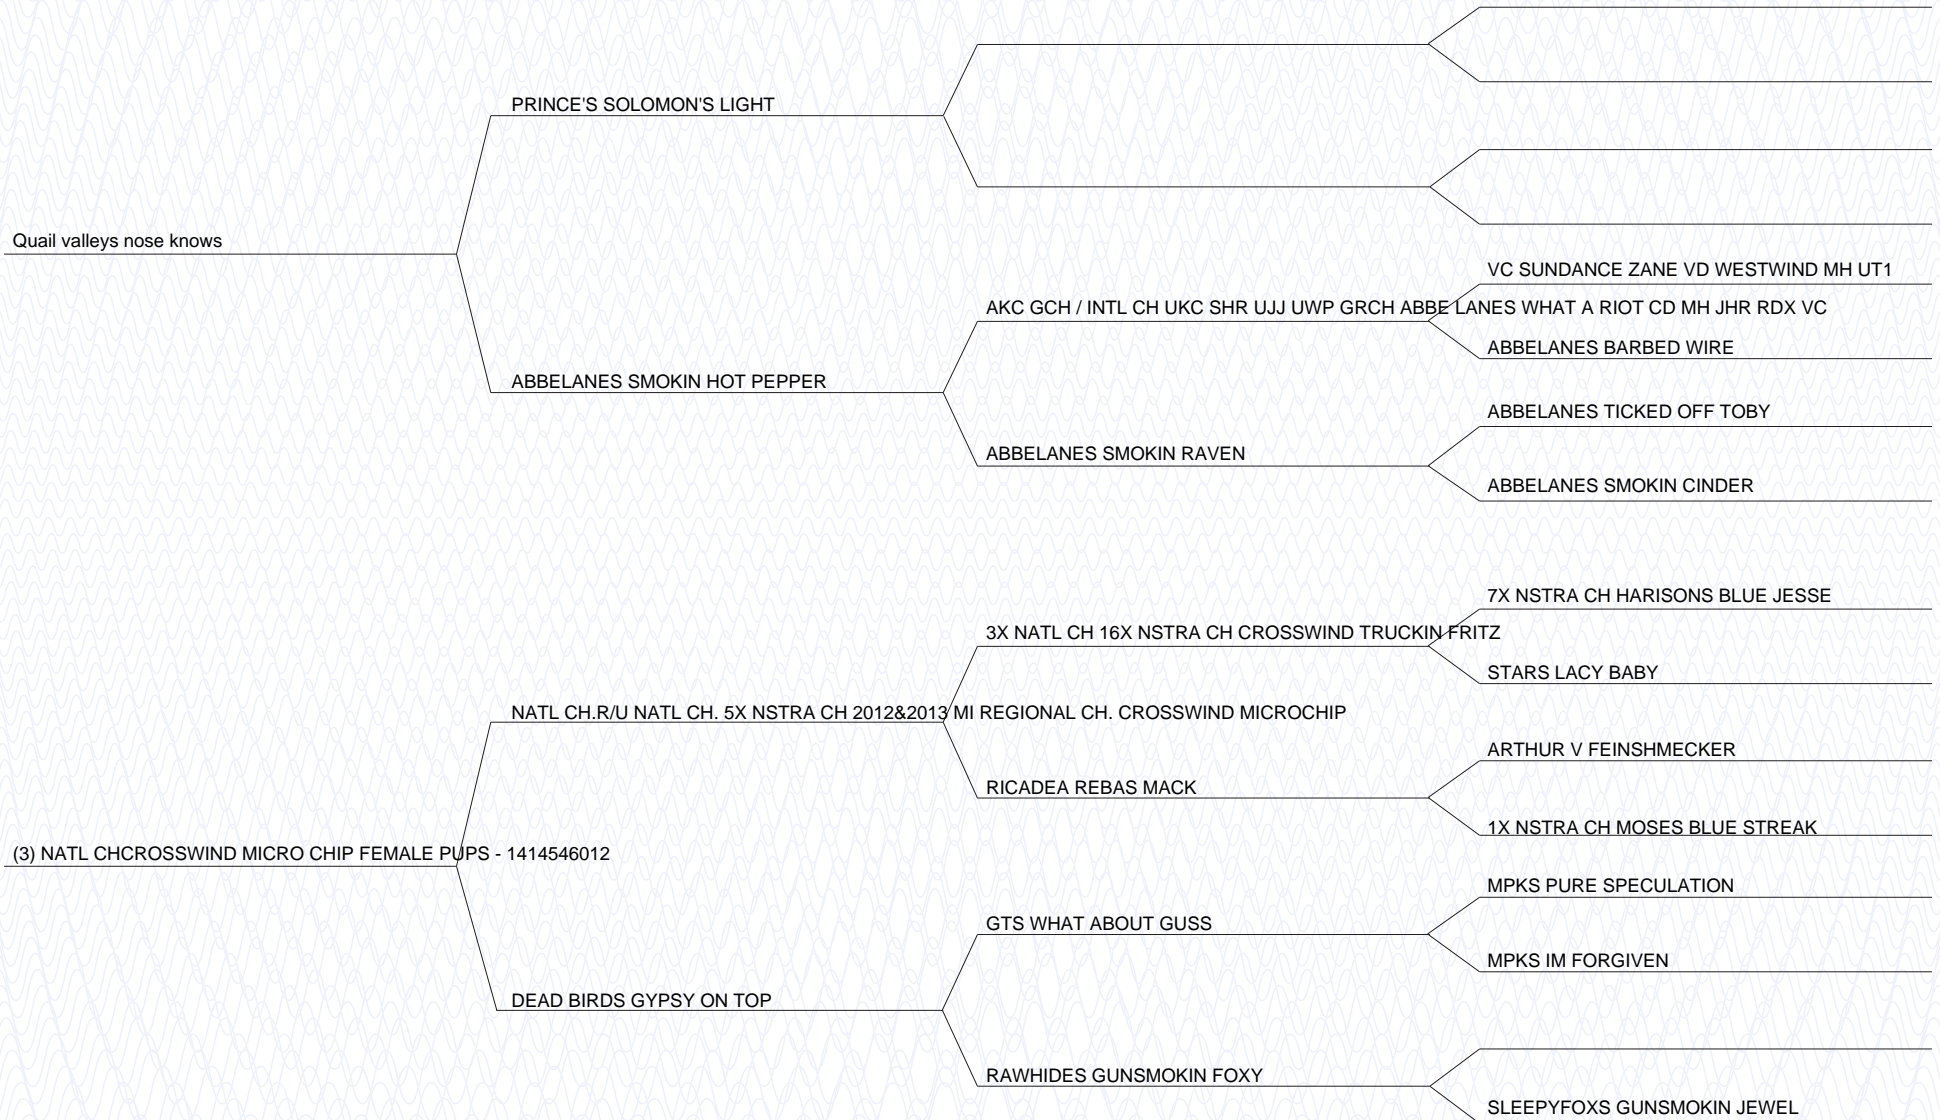 PRINCE'S SOLOMON'S LIGHT
Quail valleys nose knows
VC SUNDANCE ZANE VD WESTWIND MH UT1
AKC GCH / INTL CH UKC SHR UJJ UWP GRCH ABBE LANES WHAT A RIOT CD MH JHR RDX VC
ABBELANES BARBED WIRE
ABBELANES SMOKIN HOT PEPPER
ABBELANES TICKED OFF TOBY
ABBELANES SMOKIN RAVEN
ABBELANES SMOKIN CINDER
7X NSTRA CH HARISONS BLUE JESSE
3X NATL CH 16X NSTRA CH CROSSWIND TRUCKIN FRITZ
STARS LACY BABY
NATL CH.R/U NATL CH. 5X NSTRA CH 2012&2013 MI REGIONAL CH. CROSSWIND MICROCHIP
ARTHUR V FEINSHMECKER
RICADEA REBAS MACK
1X NSTRA CH MOSES BLUE STREAK
(3) NATL CHCROSSWIND MICRO CHIP FEMALE PUPS - 1414546012
MPKS PURE SPECULATION
GTS WHAT ABOUT GUSS
MPKS IM FORGIVEN
DEAD BIRDS GYPSY ON TOP
RAWHIDES GUNSMOKIN FOXY
SLEEPYFOXS GUNSMOKIN JEWEL